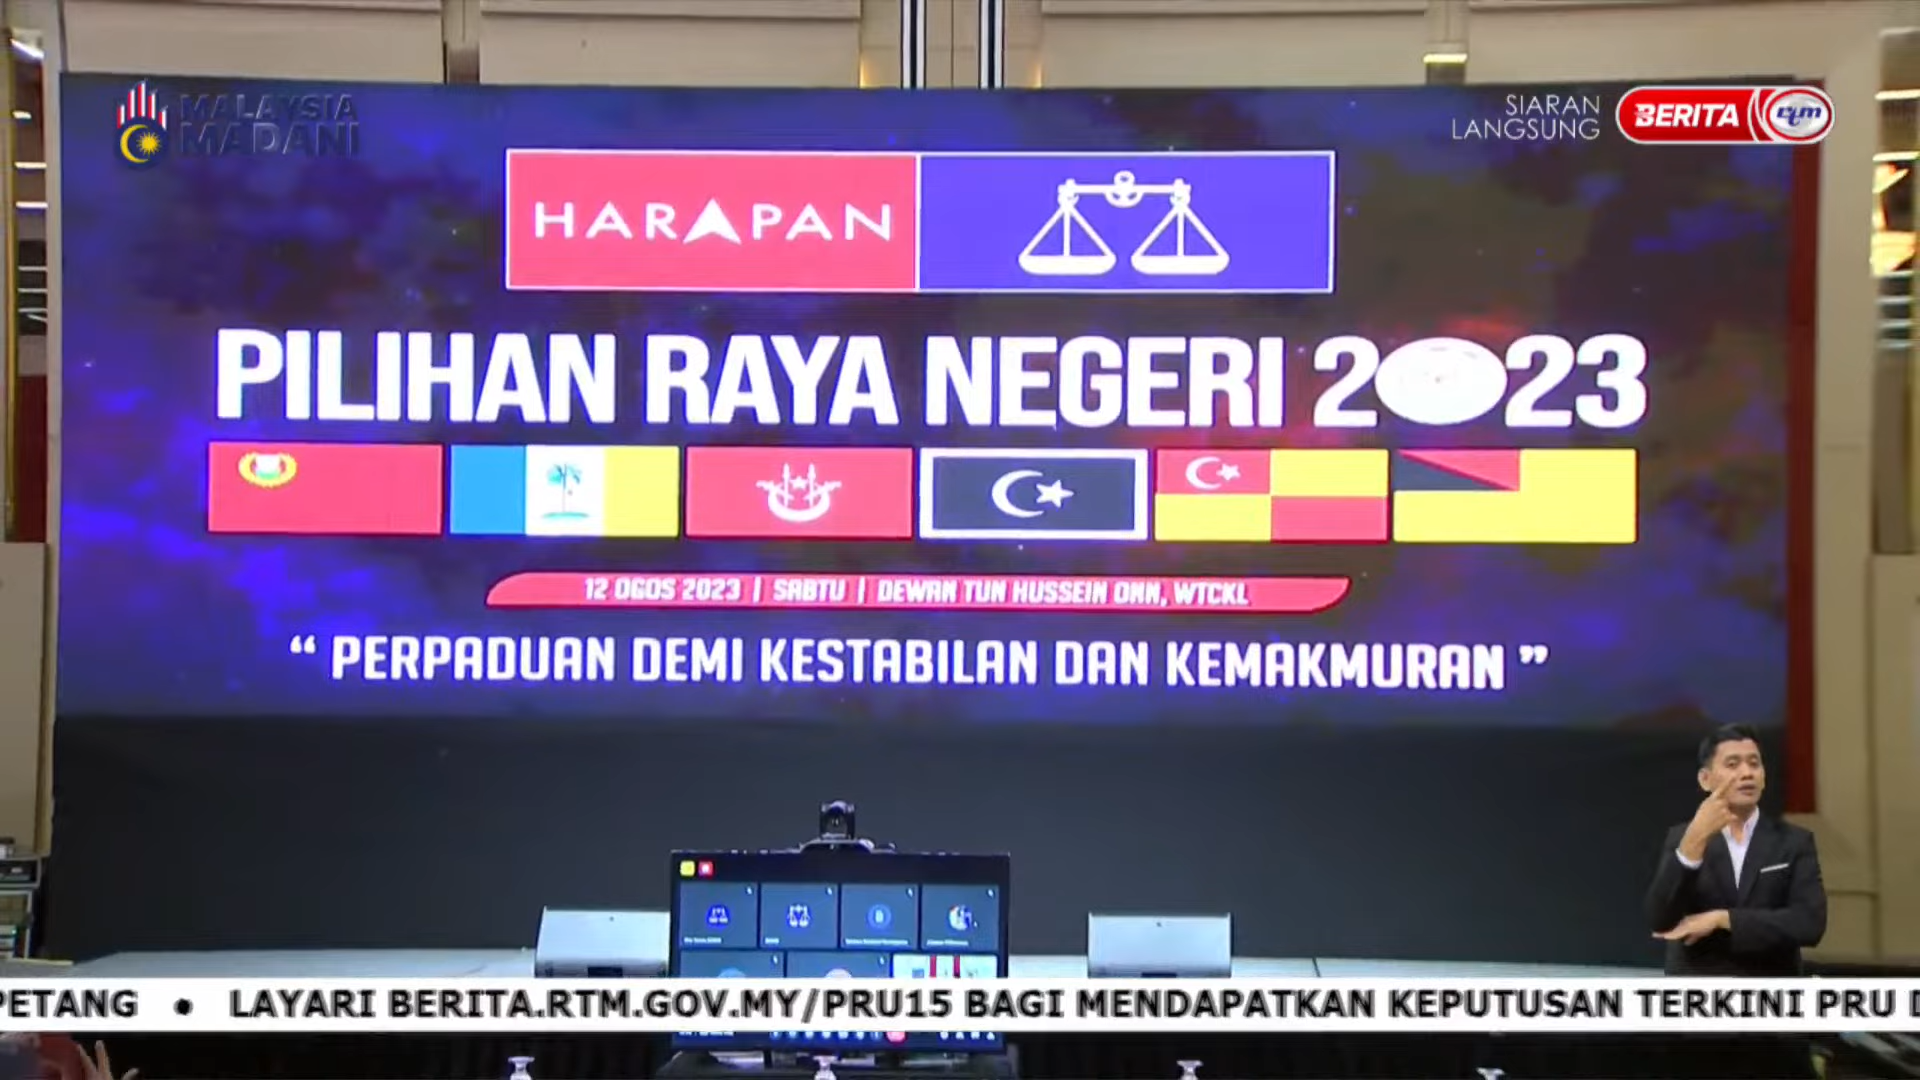 MALAYSIA
MADANI
SIARAN
LANGSUNG
BERITA rtm
HARAPAN
PILIHAN RAYA NEGERI 2023
12 OGOS 2023 | SABTU | DEWAN TUN HUSSEIN ONN, WTCKL
“ PERPADUAN DEMI KESTABILAN DAN KEMAKMURAN ”
PETANG • LAYARI BERITA.RTM.GOV.MY/PRU15 BAGI MENDAPATKAN KEPUTUSAN TERKINI PRU D